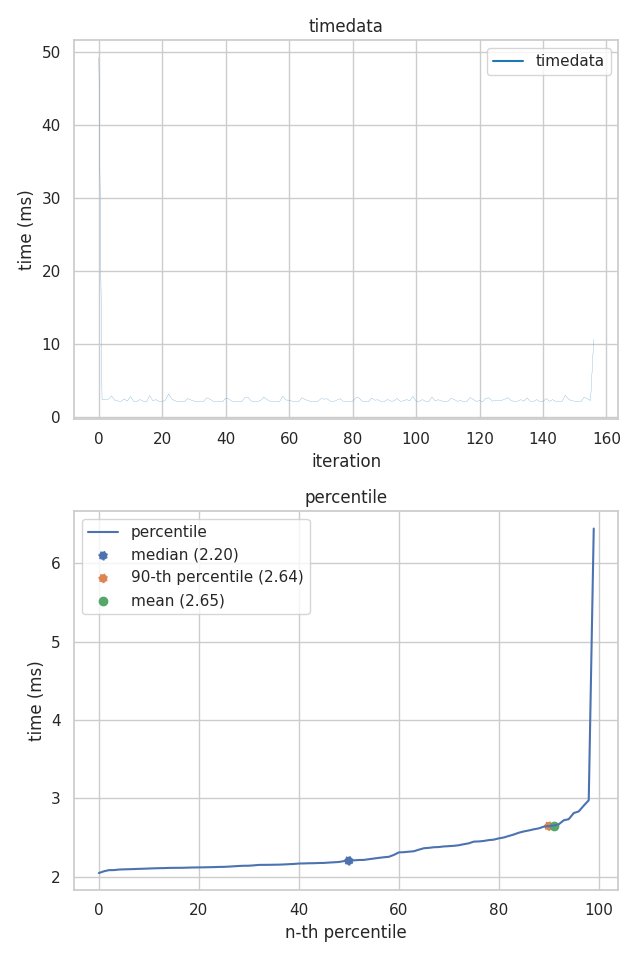 timedata
50
40
30
20
10
0
time (ms)
timedata
0 20 40 60 80 100 120 140 160
iteration
percentile
percentile
median (2.20)
90-th percentile (2.64)
mean (2.65)
6
5
4
3
2
time (ms)
0 20 40 60 80 100
n-th percentile